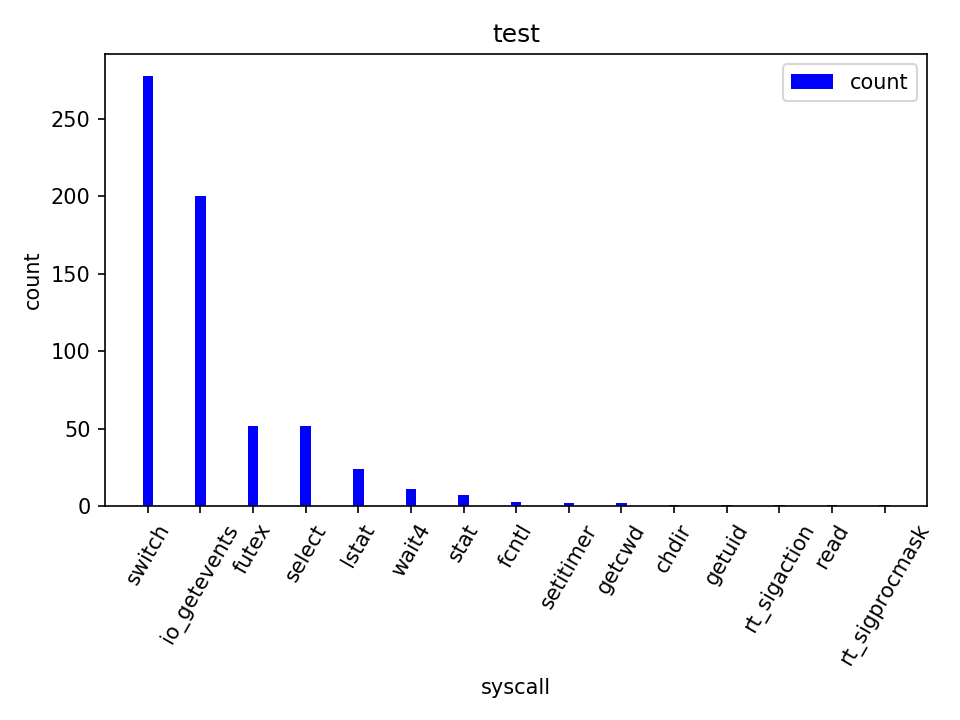 test
count
count
250
200
150
100
50
0
switch
io_getevents
futex
select
lstat
wait4
stat
fcntl
setitimer
getcwd
chdir
getuid
rt_sigaction
read
rt_sigprocmask
syscall